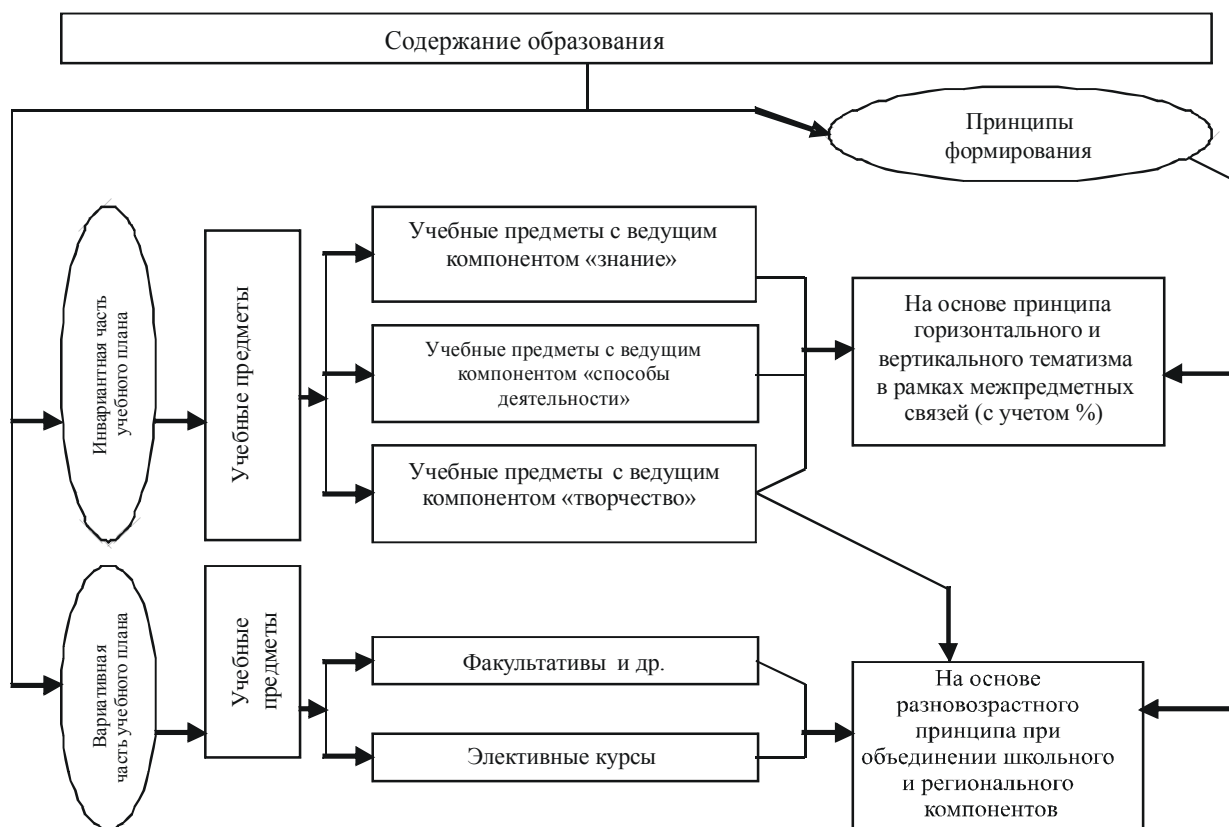 Содержание образования
Принципы
формирования
Инвариантная часть
учебного плана
Учебные предметы
Учебные предметы с ведущим
компонентом «знание»
Учебные предметы с ведущим
компонентом «способы
деятельности»
Учебные предметы с ведущим
компонентом «творчество»
На основе принципа
горизонтального и
вертикального тематизма
в рамках межпредметных
связей (с учетом %)
Вариативная
часть учебного плана
Учебные
предметы
Факультативы и др.
Элективные курсы
На основе
разновозрастного
принципа при
объединении школьного
и регионального
компонентов